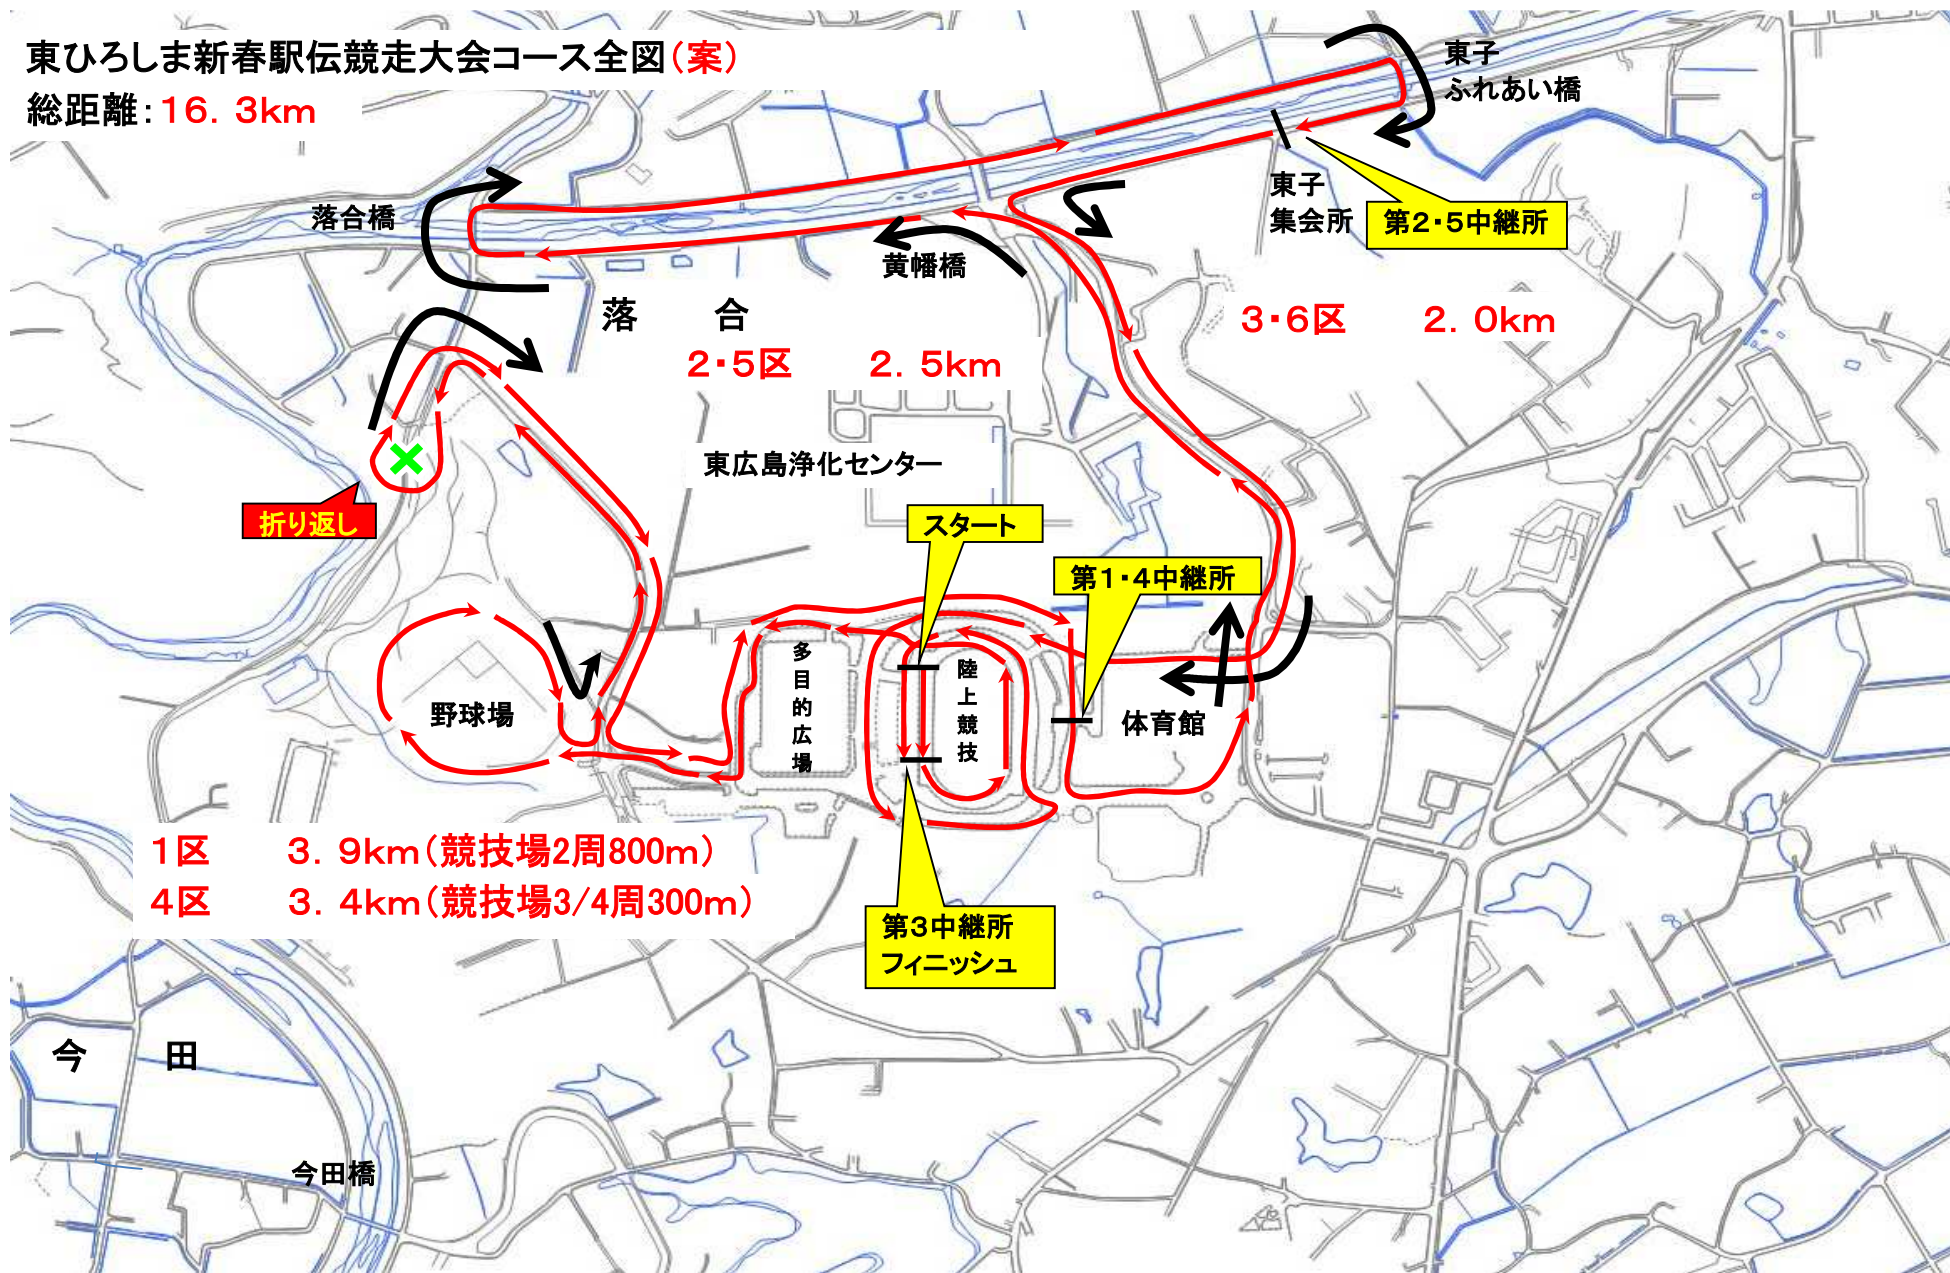 東ひろしま新春駅伝競走大会コース全図(案)
総距離:16.3km
東子
ふれあい橋
落合橋
東子
集会所
第2・5中継所
黄幡橋
落 合
3・6区 2.0km
2・5区 2.5km
東広島浄化センター
折り返し
スタート
第1・4中継所
多目的広場
陸上競技
野球場
体育館
1区 3.9km(競技場2周800m)
4区 3.4km(競技場3/4周300m)
第3中継所
フィニッシュ
今 田
今田橋